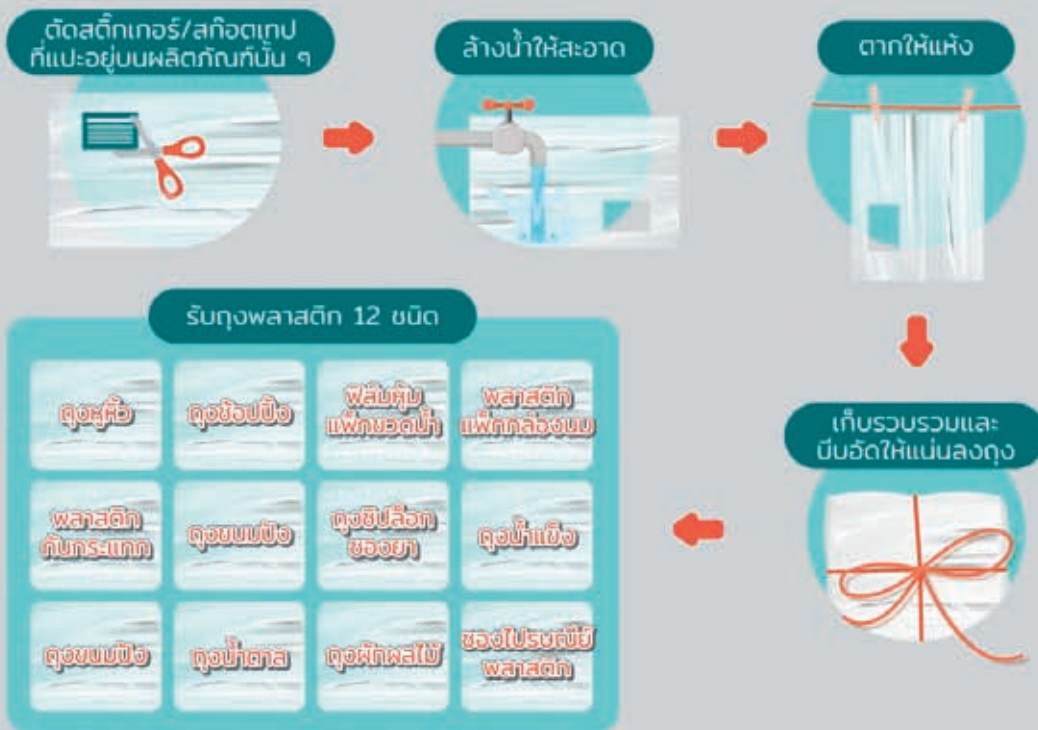 ตัดสติ๊กเกอร์/สก๊อตเทป
ที่แปะอยู่บนผลิตภัณฑ์นั้น ๆ
ล้างน้ำให้สะอาด
ตากให้แห้ง
เก็บรวบรวมและ
บีบอัดให้แน่นลงถุง
รับถุงพลาสติก 12 ชนิด
ถุงหูหิ้ว
ถุงช้อปปิ้ง
ฟิล์มหุ้ม
แพ็กขวดน้ำ
พลาสติก
แพ็กกล่องนม
พลาสติก
กันกระแทก
ถุงขนมปัง
ถุงซิปล็อก
ซองยา
ถุงน้ำแข็ง
ถุงขนมปัง
ถุงน้ำตาล
ถุงผักผลไม้
ซองไปรษณีย์
พลาสติก